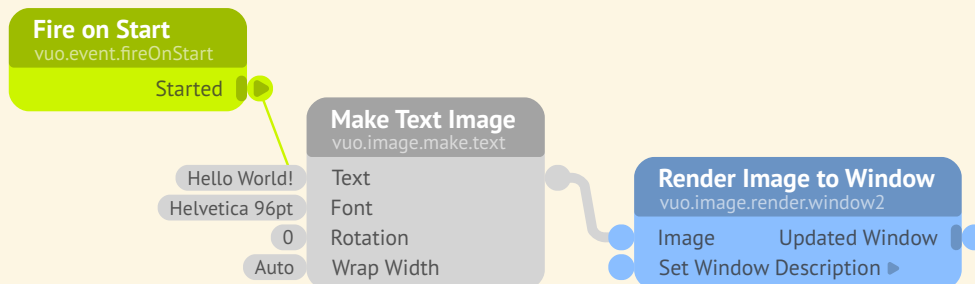 Fire on Start
vuo.event.fireOnStart
Started
Make Text Image
vuo.image.make.text
Hello World! Text
Helvetica 96pt Font
0 Rotation
Auto Wrap Width
Render Image to Window
vuo.image.render.window2
Image Updated Window
Set Window Description